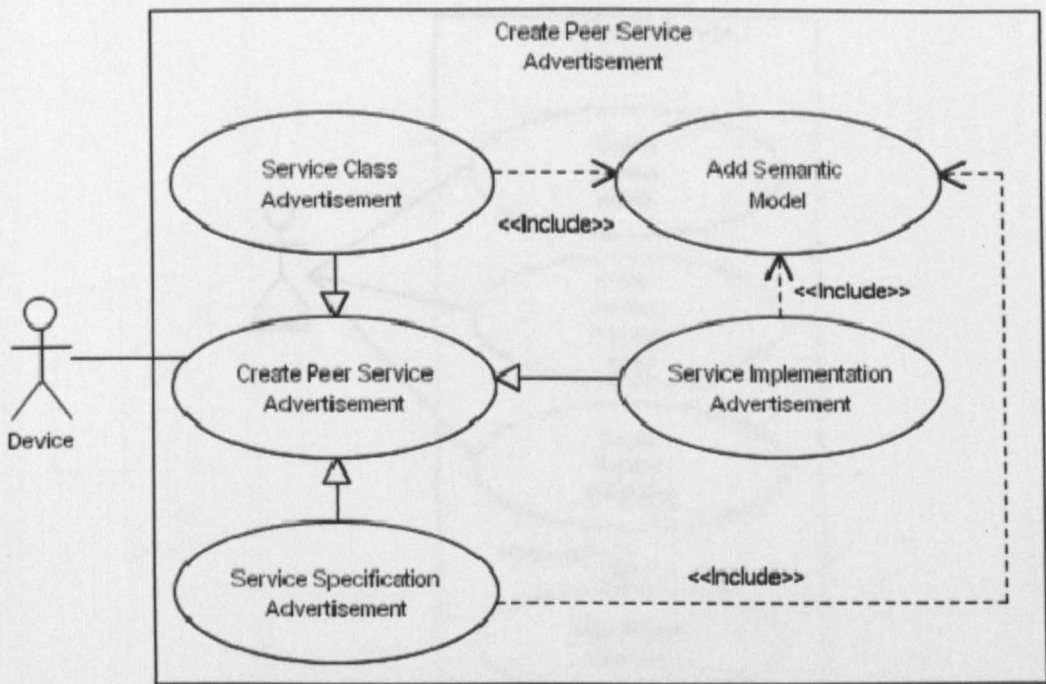 Create Peer Service
Advertisement
Service Class
Advertisement
Add Semantic
Model
<<Include>>
<<Include>>
Create Peer Service
Advertisement
Service Implementation
Advertisement
Device
Service Specification
Advertisement
<<Include>>